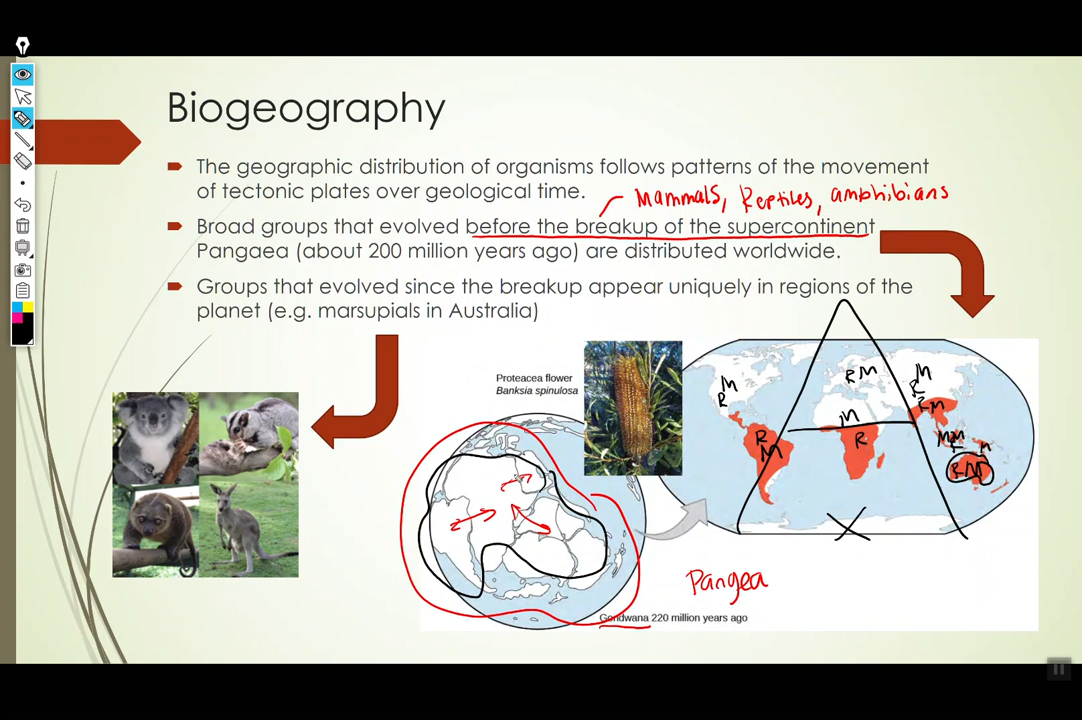 Biogeography
The geographic distribution of organisms follows patterns of the movement
of tectonic plates over geological time.
Mammals, Reptiles, amphibians
Broad groups that evolved before the breakup of the supercontinent
Pangaea (about 200 million years ago) are distributed worldwide.
Groups that evolved since the breakup appear uniquely in regions of the
planet (e.g. marsupials in Australia)
Proteacea flower
Banksia spinulosa
M
R
R M
M
R
R M
M
R
R
M
M M
R M
Pangea
Gondwana 220 million years ago